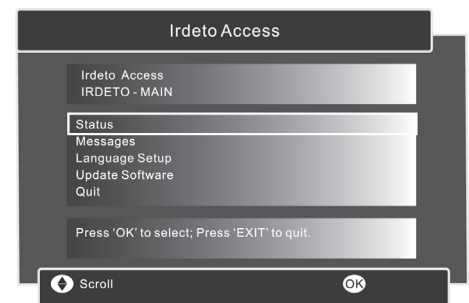 Irdeto Access
Irdeto Access
IRDETO - MAIN
Status
Messages
Language Setup
Update Software
Quit
Press ‘OK’ to select; Press ‘EXIT’ to quit.
Scroll OK